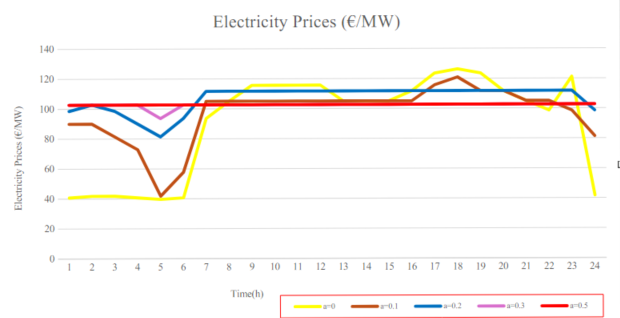 Electricity Prices (€/MW)
140
120
100
80
60
40
20
0
Electricity Prices (€/MW)
1 2 3 4 5 6 7 8 9 10 11 12 13 14 15 16 17 18 19 20 21 22 23 24
Time(h)
a=0 a=0.1 a=0.2 a=0.3 a=0.5